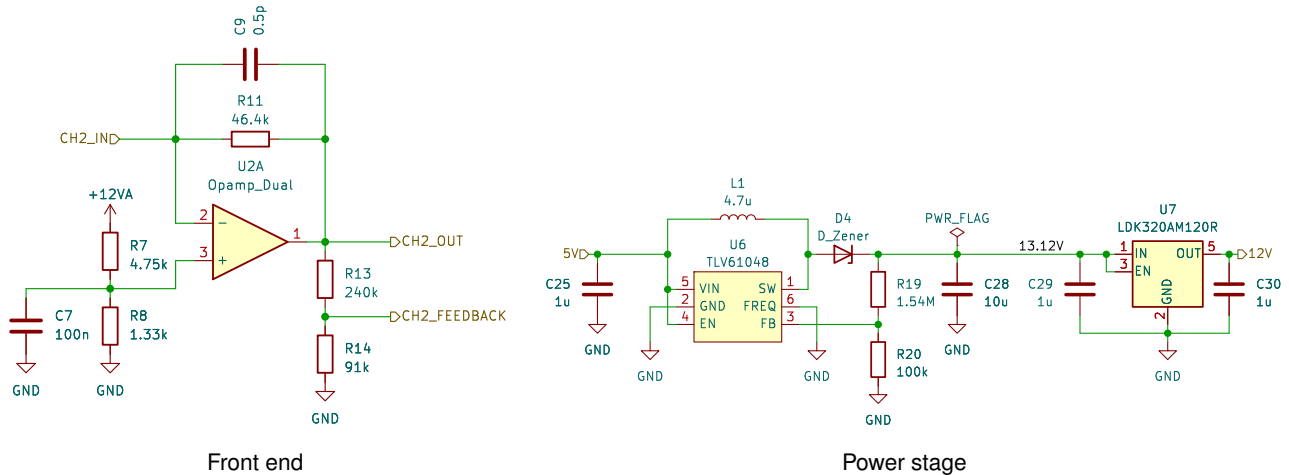 C9
0.5p
R11
46.4k
CH2_IN
U2A
Opamp_Dual
+12VA
2
−
1
3
+
CH2_OUT
R7
4.75k
R13
240k
CH2_FEEDBACK
C7
100n
R8
1.33k
R14
91k
GND
GND
GND
Front end
L1
4.7u
D4
D_Zener
PWR_FLAG
U7
LDK320AM120R
5V
U6
TLV61048
13.12V
1
IN
OUT
5
12V
3
EN
GND
2
C25
1u
5
VIN
SW
1
2
GND
FREQ
6
4
EN
FB
3
R19
1.54M
C28
10u
C29
1u
C30
1u
GND
GND
GND
GND
GND
R20
100k
GND
Power stage